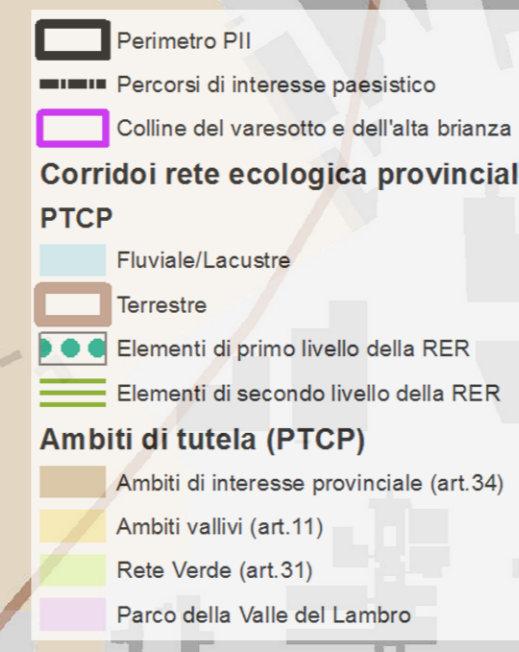 Perimetro PII
Percorsi di interesse paesistico
Colline del varesotto e dell'alta brianza
Corridoi rete ecologica provincial
PTCP
Fluviale/Lacustre
Terrestre
Elementi di primo livello della RER
Elementi di secondo livello della RER
Ambiti di tutela (PTCP)
Ambiti di interesse provinciale (art.34)
Ambiti vallivi (art.11)
Rete Verde (art.31)
Parco della Valle del Lambro